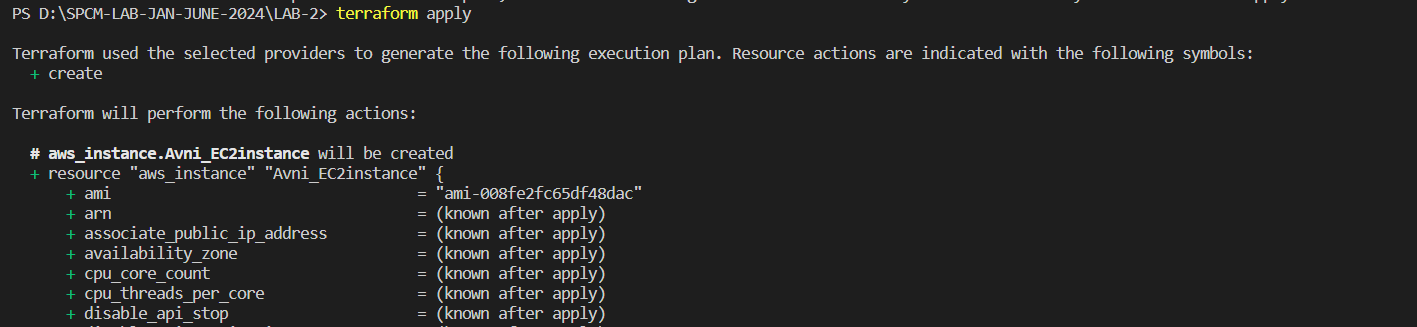 PS D:\SPCM-LAB-JAN-JUNE-2024\LAB-2> terraform apply
Terraform used the selected providers to generate the following execution plan. Resource actions are indicated with the following symbols:
+ create
Terraform will perform the following actions:
# aws_instance.Avni_EC2instance will be created
+ resource "aws_instance" "Avni_EC2instance" {
+ ami = "ami-008fe2fc65df48dac"
+ arn = (known after apply)
+ associate_public_ip_address = (known after apply)
+ availability_zone = (known after apply)
+ cpu_core_count = (known after apply)
+ cpu_threads_per_core = (known after apply)
+ disable_api_stop = (known after apply)